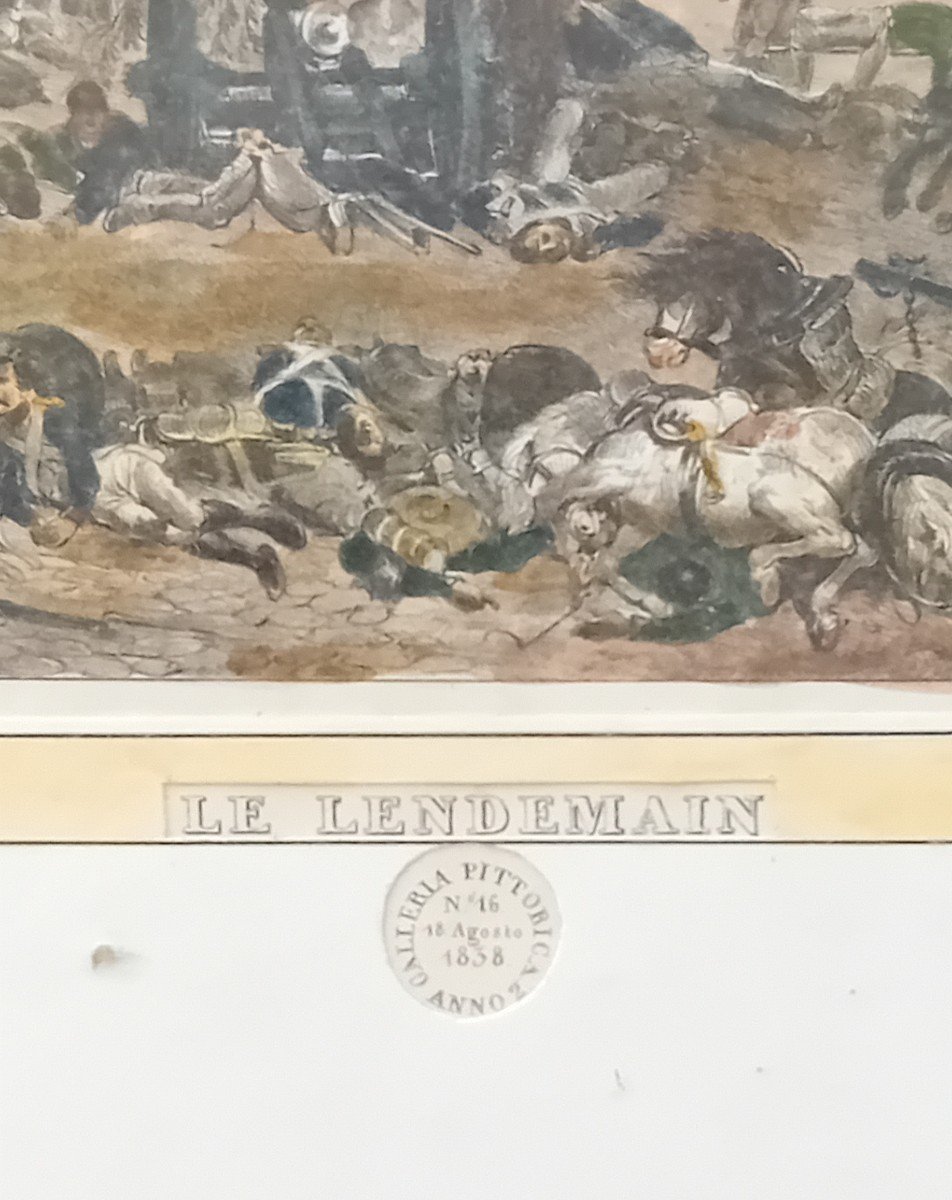 LE LENDEMAIN
GALLERIA PITTORICA
N.º 16
18 Agosto
1838
ANNO 2